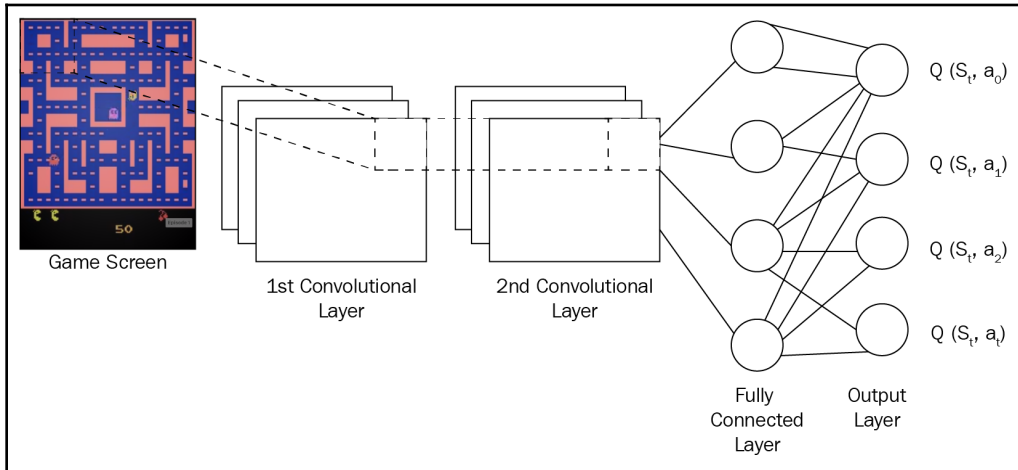 50
Game Screen
1st Convolutional
Layer
2nd Convolutional
Layer
Fully
Connected
Layer
Output
Layer
Q (Sₜ, a₀)
Q (Sₜ, a₁)
Q (Sₜ, a₂)
Q (Sₜ, aₜ)